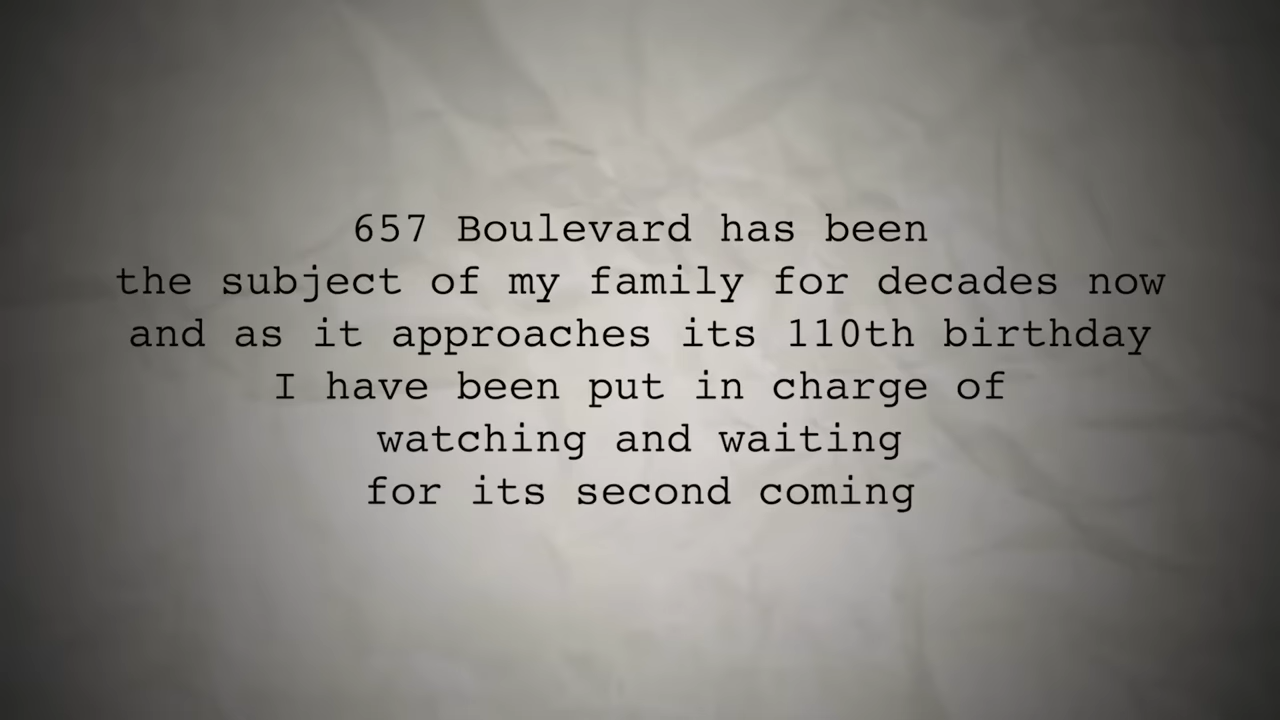 657 Boulevard has been
the subject of my family for decades now
and as it approaches its 110th birthday
I have been put in charge of
watching and waiting
for its second coming